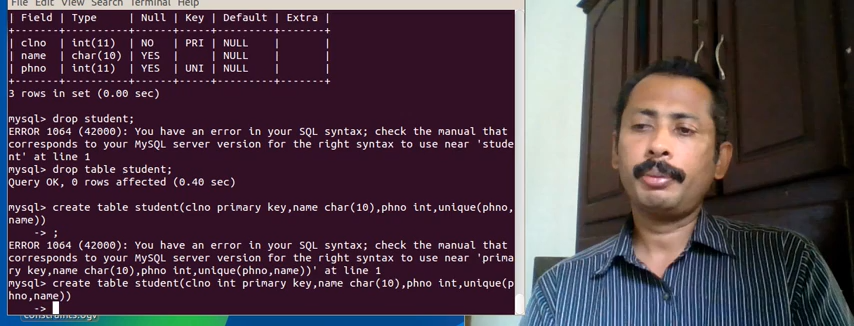 File Edit View Search Terminal Help
| Field | Type | Null | Key | Default | Extra |
+-------+----------+------+-----+---------+-------+
| clno | int(11) | NO | PRI | NULL | |
| name | char(10) | YES | | NULL | |
| phno | int(11) | YES | UNI | NULL | |
+-------+----------+------+-----+---------+-------+
3 rows in set (0.00 sec)
mysql> drop student;
ERROR 1064 (42000): You have an error in your SQL syntax; check the manual that
corresponds to your MySQL server version for the right syntax to use near 'stude
nt' at line 1
mysql> drop table student;
Query OK, 0 rows affected (0.40 sec)
mysql> create table student(clno primary key,name char(10),phno int,unique(phno,
name))
-> ;
ERROR 1064 (42000): You have an error in your SQL syntax; check the manual that
corresponds to your MySQL server version for the right syntax to use near 'prima
ry key,name char(10),phno int,unique(phno,name))' at line 1
mysql> create table student(clno int primary key,name char(10),phno int,unique(p
hno,name))
->
constraints.ogv